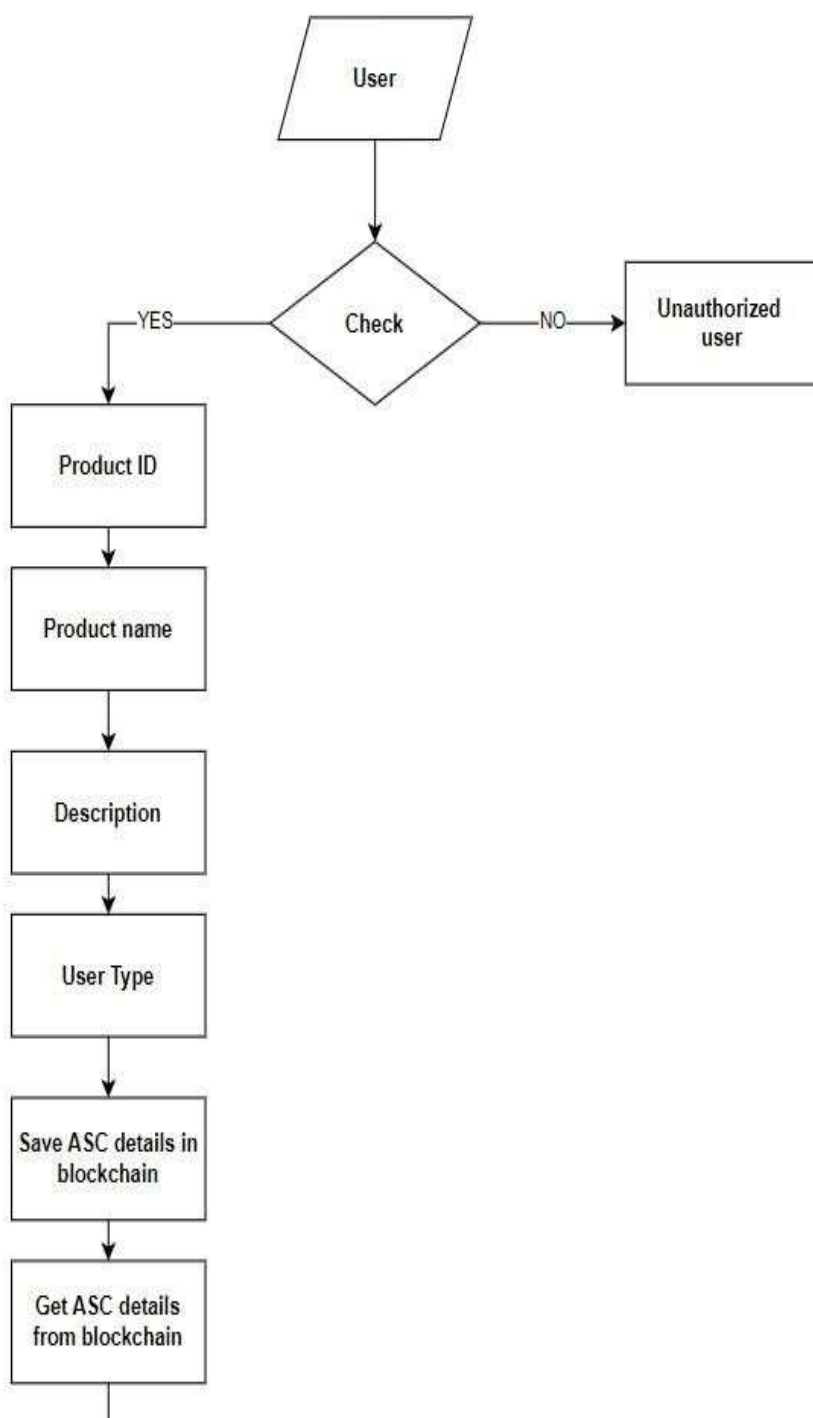 User
Check
YES
NO
Unauthorized
user
Product ID
Product name
Description
User Type
Save ASC details in
blockchain
Get ASC details
from blockchain